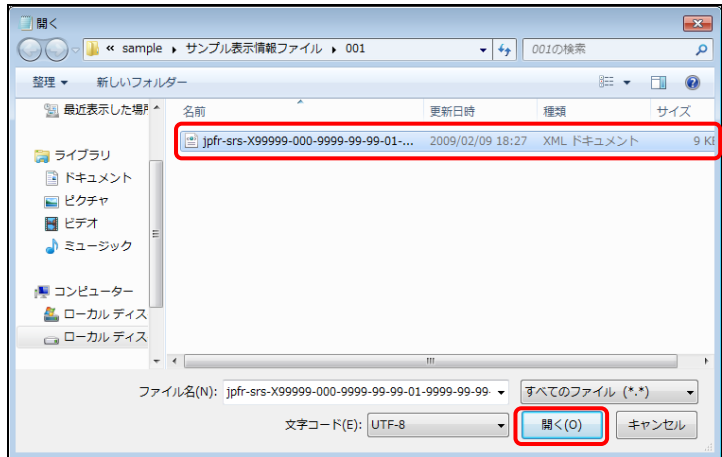 開く
« sample ▸ サンプル表示情報ファイル ▸ 001
001の検索
整理 ▼ 新しいフォルダー
最近表示した場所
名前 更新日時 種類 サイズ
jpfr-srs-X99999-000-9999-99-99-01-... 2009/02/09 18:27 XML ドキュメント 9 KB
ライブラリ
ドキュメント
ピクチャ
ビデオ
ミュージック
コンピューター
ローカル ディス
ローカル ディス
ファイル名(N): jpfr-srs-X99999-000-9999-99-99-01-9999-99-99- すべてのファイル (*.*)
文字コード(E): UTF-8 開く(O) キャンセル